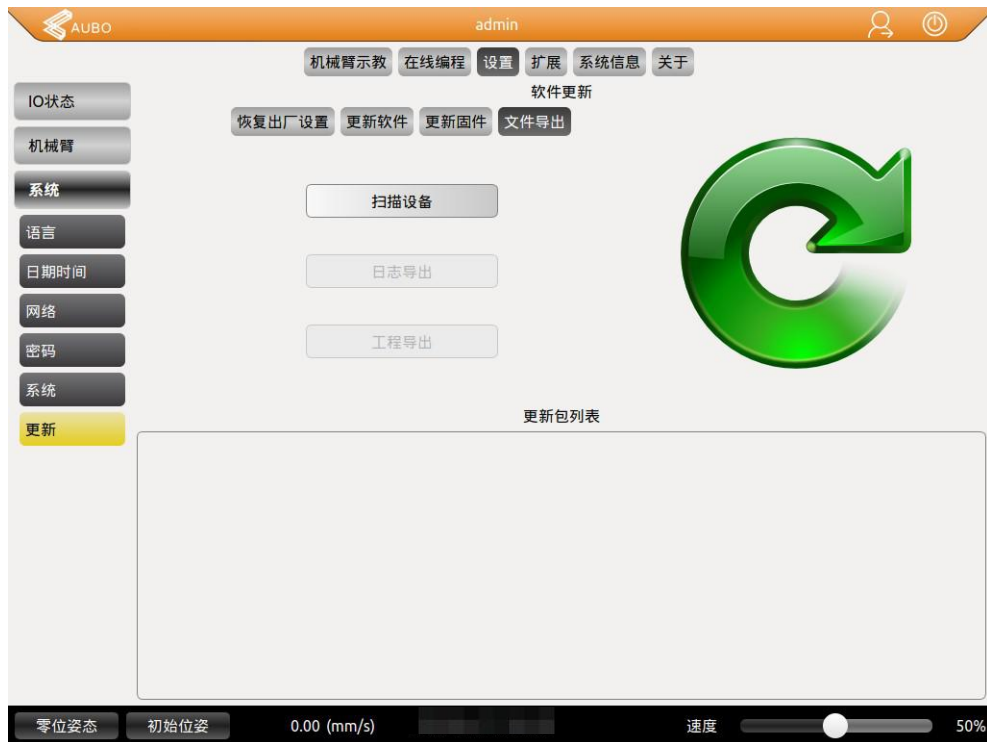 AUBO
admin
机械臂示教 在线编程 设置 扩展 系统信息 关于
软件更新
恢复出厂设置 更新软件 更新固件 文件导出
IO状态
机械臂
系统
语言
日期时间
网络
密码
系统
更新
扫描设备
日志导出
工程导出
更新包列表
零位姿态 初始位姿 0.00 (mm/s) 速度 50%